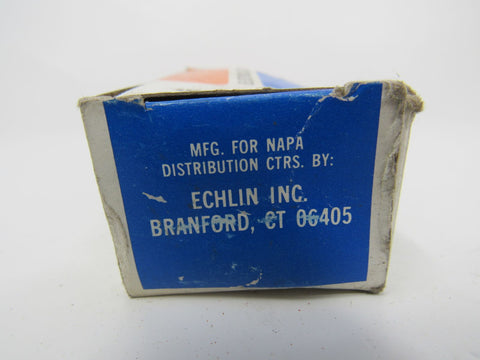 MFG. FOR NAPA
DISTRIBUTION CTRS. BY:
ECHLIN INC.
BRANFORD, CT 06405